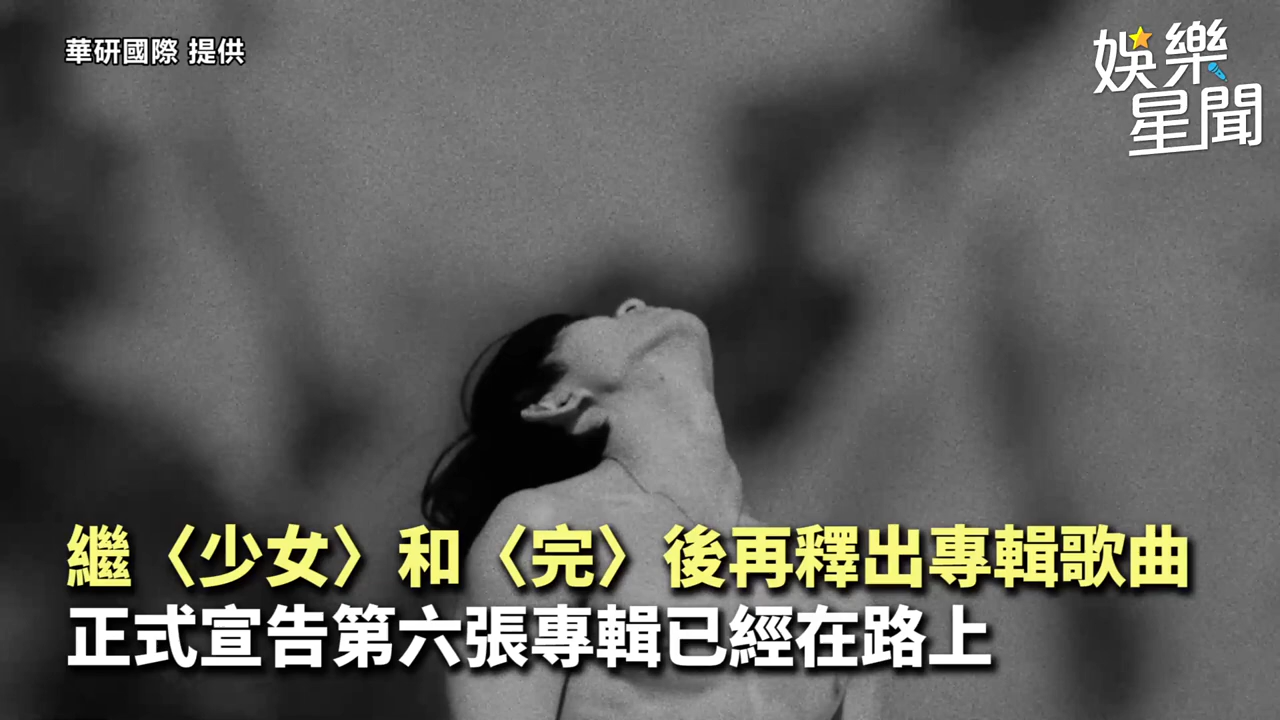 華研國際 提供
娛樂
星聞
繼〈少女〉和〈完〉後再釋出專輯歌曲
正式宣告第六張專輯已經在路上